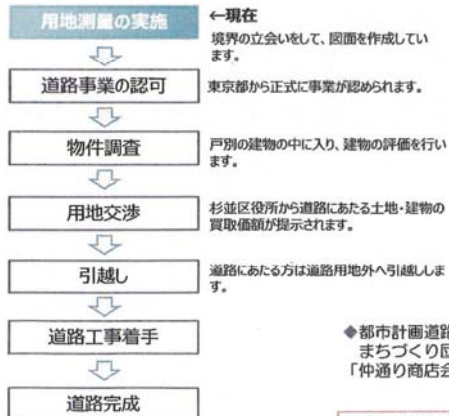 用地測量の実施
←現在
境界の立会いをして、図面を作成してい
ます。
道路事業の認可
東京都から正式に事業が認められます。
物件調査
戸別の建物の中に入り、建物の評価を行い
ます。
用地交渉
杉並区役所から道路にあたる土地・建物の
買取価額が提示されます。
引越し
道路にあたる方は道路用地外へ引越ししま
す。
道路工事着手
◆都市計画道路
まちづくり団
「仲通り商店会
道路完成